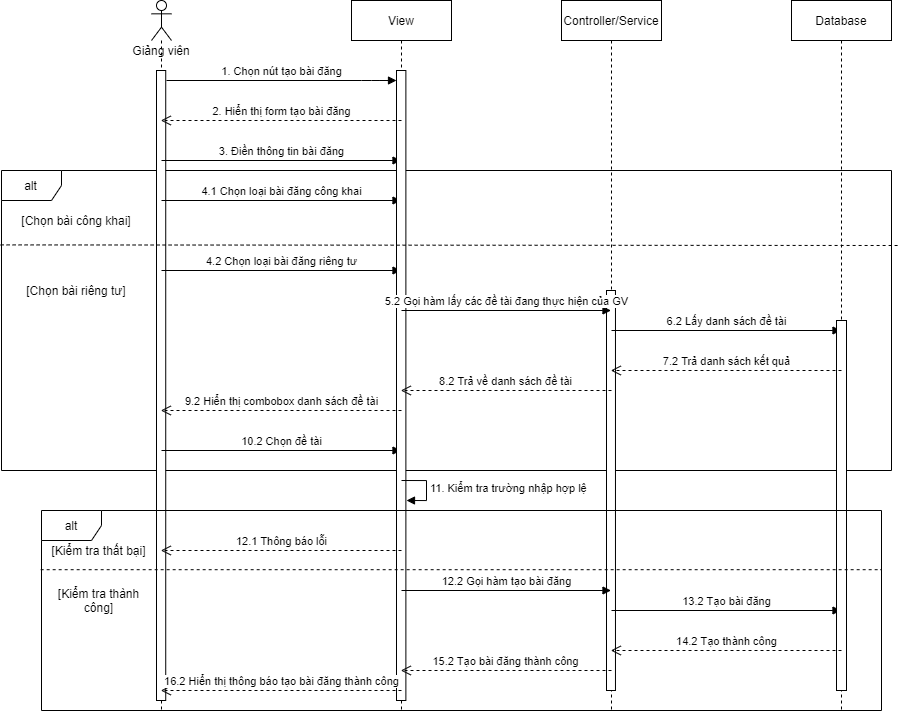 View
Controller/Service
Database
Giảng viên
1. Chọn nút tạo bài đăng
2. Hiển thị form tạo bài đăng
3. Điền thông tin bài đăng
alt
4.1 Chọn loại bài đăng công khai
[Chọn bài công khai]
4.2 Chọn loại bài đăng riêng tư
[Chọn bài riêng tư]
5.2 Gọi hàm lấy các đề tài đang thực hiện của GV
6.2 Lấy danh sách đề tài
7.2 Trả danh sách kết quả
8.2 Trả về danh sách đề tài
9.2 Hiển thị combobox danh sách đề tài
10.2 Chọn đề tài
11. Kiểm tra trường nhập hợp lệ
alt
12.1 Thông báo lỗi
[Kiểm tra thất bại]
12.2 Gọi hàm tạo bài đăng
[Kiểm tra thành
công]
13.2 Tạo bài đăng
14.2 Tạo thành công
15.2 Tạo bài đăng thành công
16.2 Hiển thị thông báo tạo bài đăng thành công